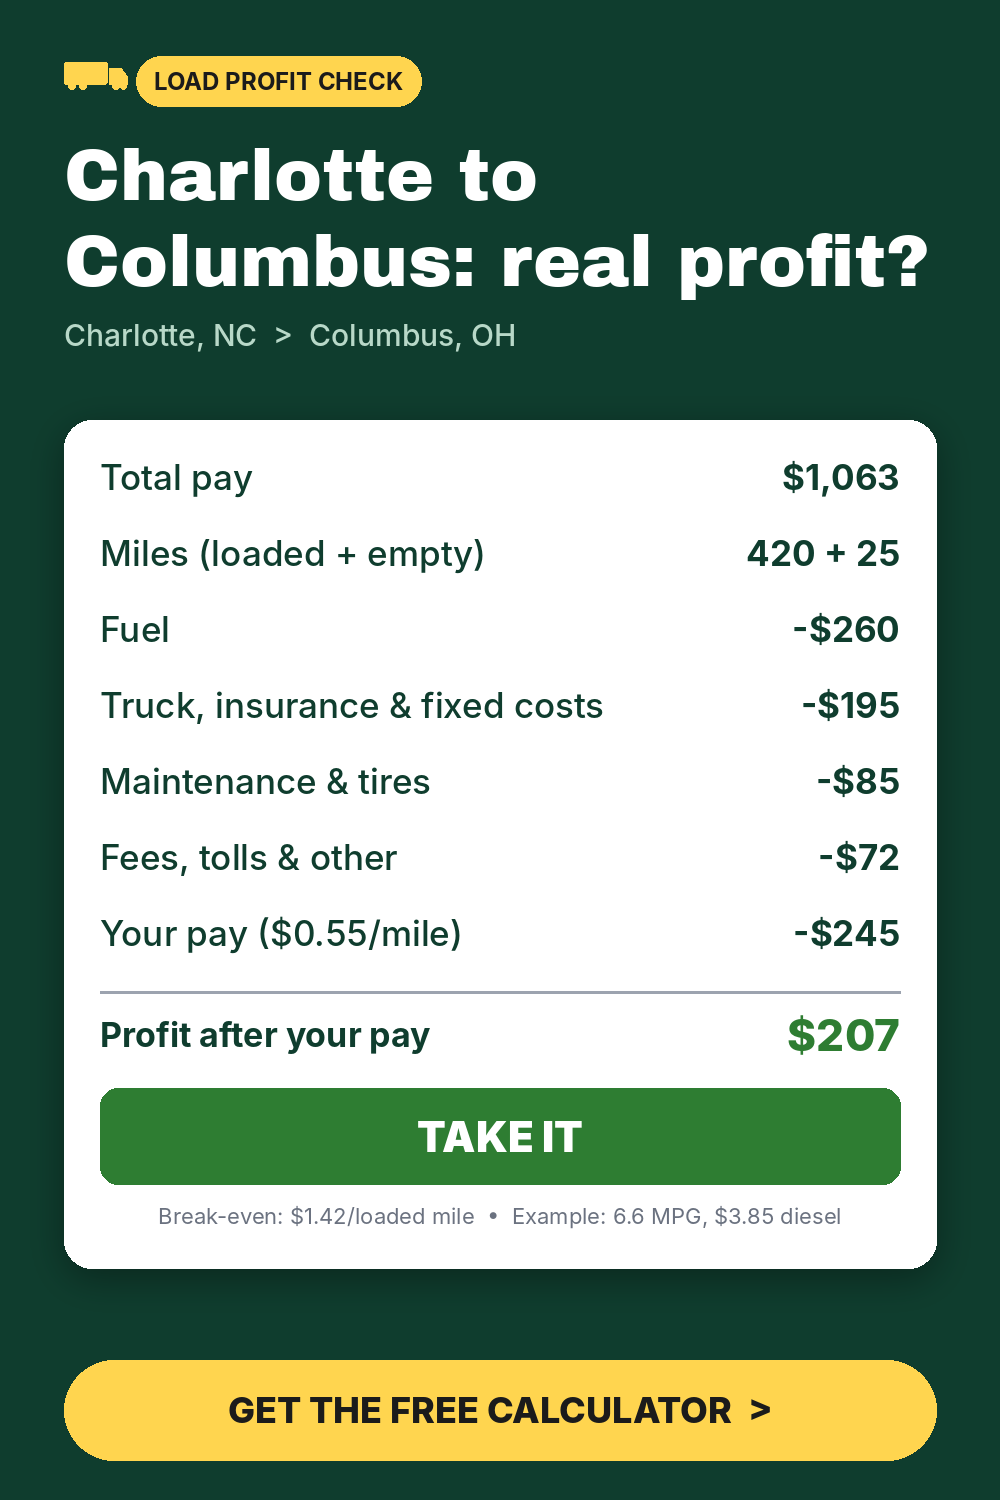 LOAD PROFIT CHECK
Charlotte to
Columbus: real profit?
Charlotte, NC > Columbus, OH
Total pay $1,063
Miles (loaded + empty) 420 + 25
Fuel -$260
Truck, insurance & fixed costs -$195
Maintenance & tires -$85
Fees, tolls & other -$72
Your pay ($0.55/mile) -$245
Profit after your pay $207
TAKE IT
Break-even: $1.42/loaded mile • Example: 6.6 MPG, $3.85 diesel
GET THE FREE CALCULATOR >